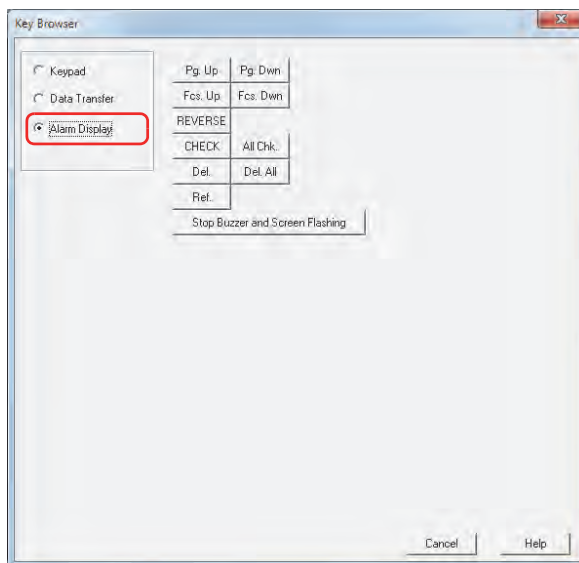 Key Browser
Keypad
Data Transfer
Alarm Display
Pg. Up Pg. Dwn
Fcs. Up Fcs. Dwn
REVERSE
CHECK All Chk..
Del. Del. All
Ref..
Stop Buzzer and Screen Flashing
Cancel Help